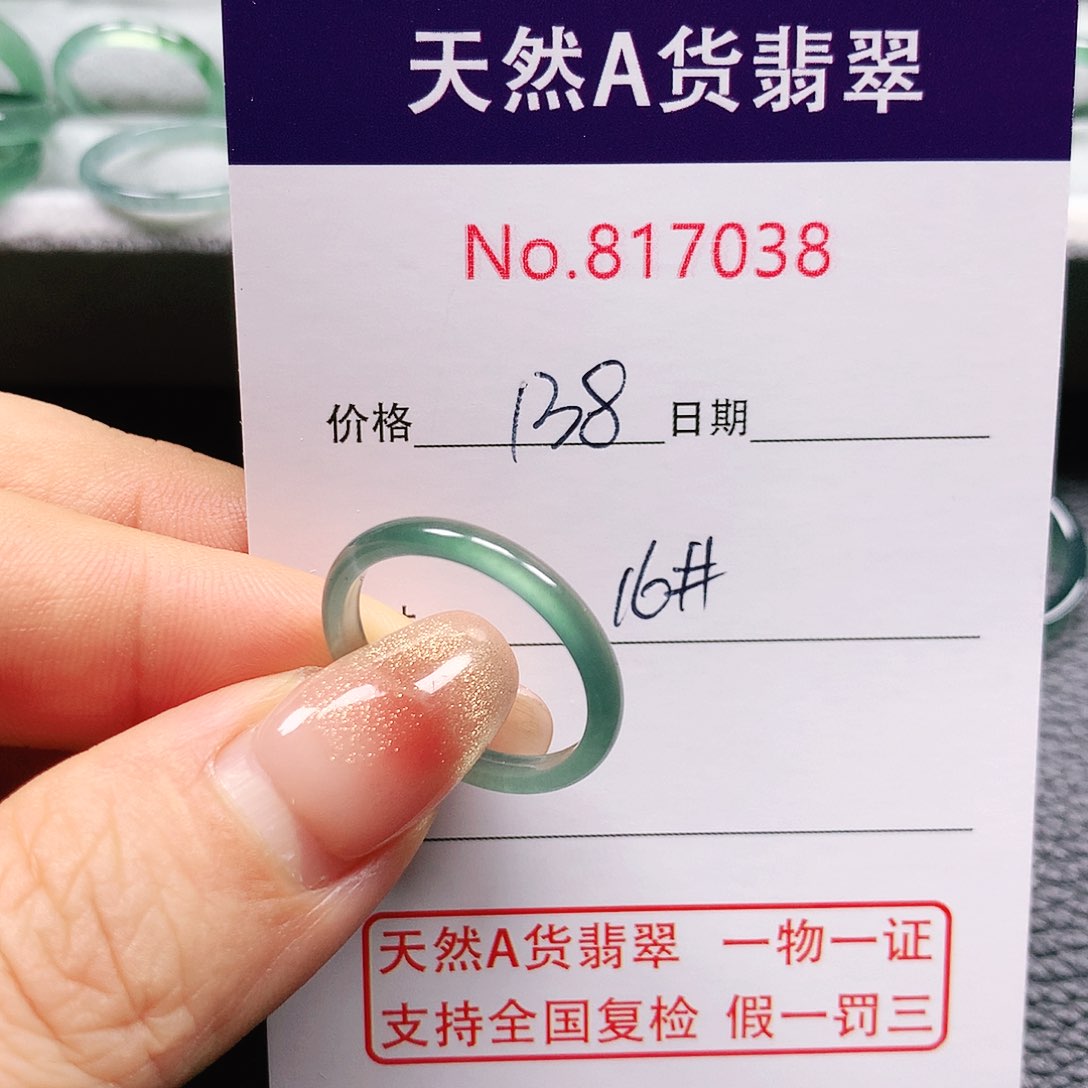 天然A货翡翠
No.817038
价格 138 日期
16#
天然A货翡翠 一物一证
支持全国复检 假一罚三